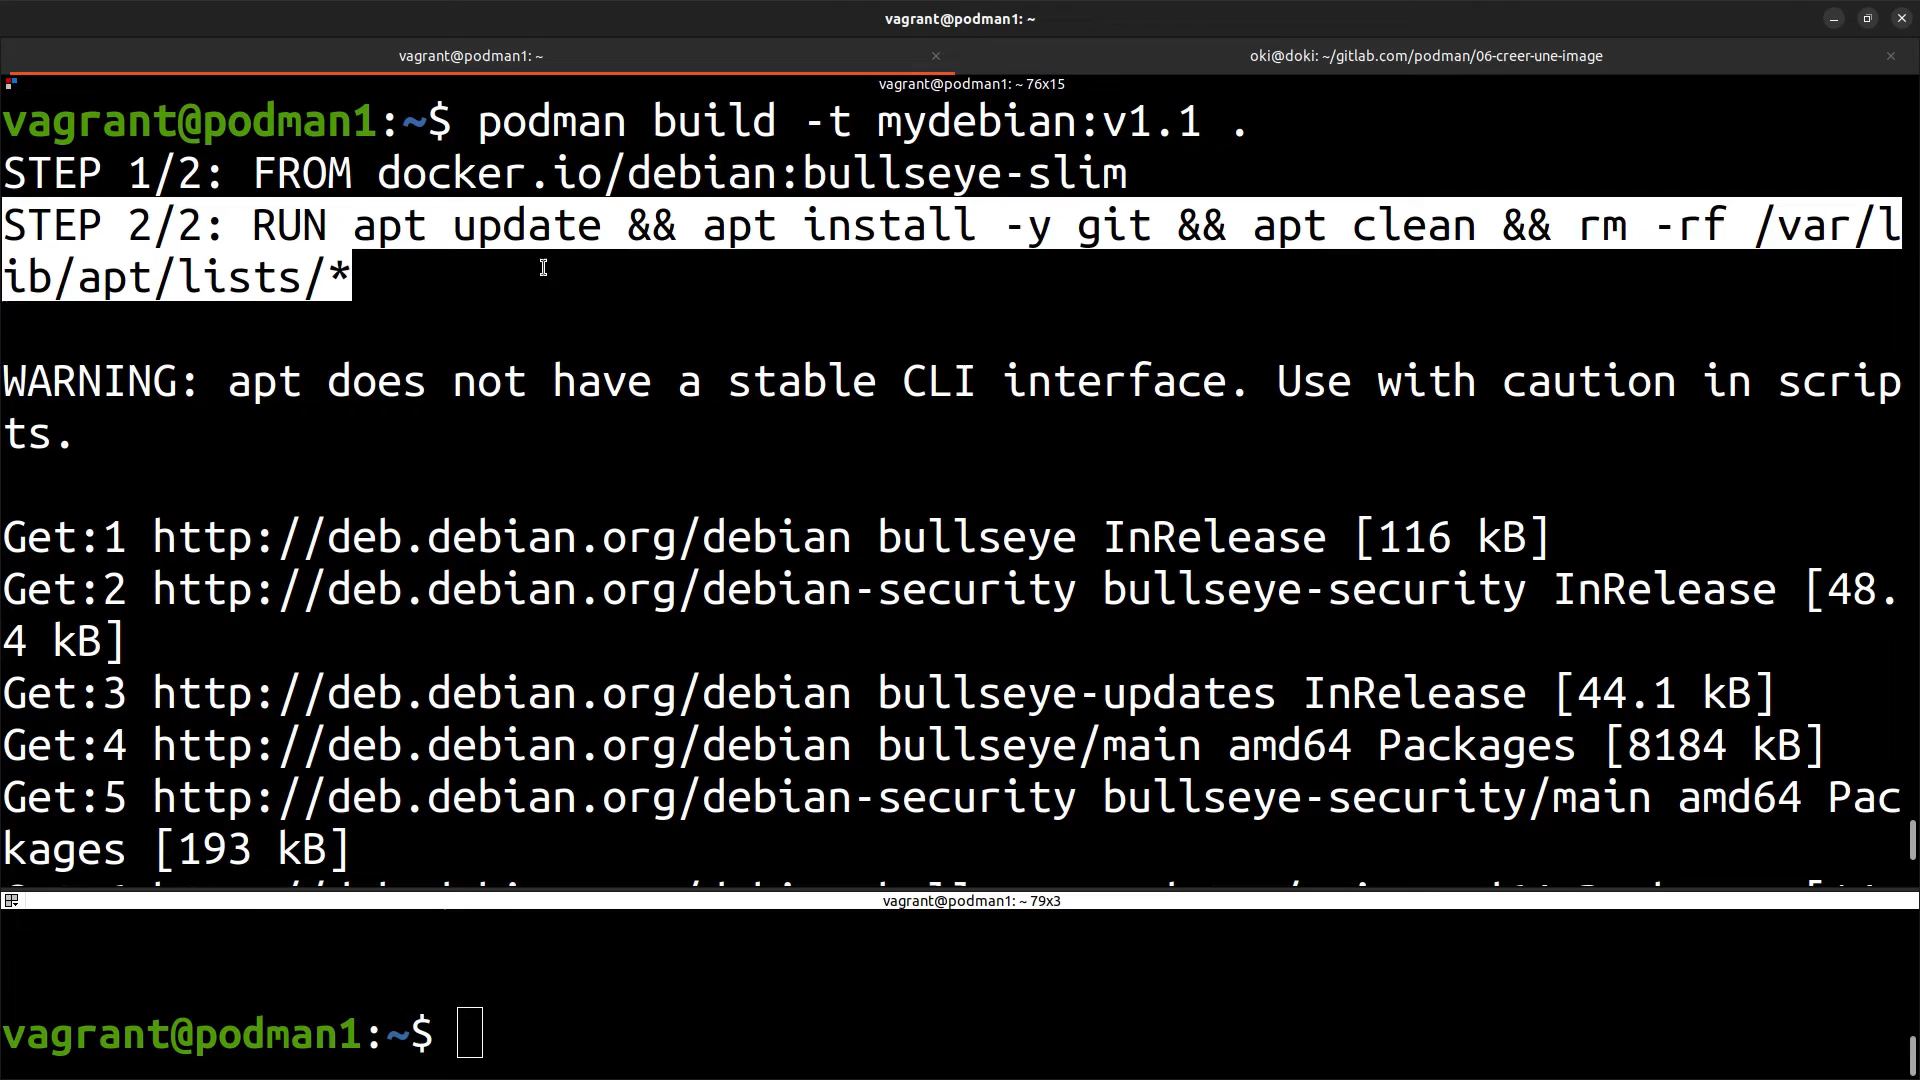 vagrant@podman1: ~
vagrant@podman1: ~
oki@doki: ~/gitlab.com/podman/06-creer-une-image
vagrant@podman1: ~ 76x15
vagrant@podman1:~$ podman build -t mydebian:v1.1 .
STEP 1/2: FROM docker.io/debian:bullseye-slim
STEP 2/2: RUN apt update && apt install -y git && apt clean && rm -rf /var/l
ib/apt/lists/*
WARNING: apt does not have a stable CLI interface. Use with caution in scrip
ts.
Get:1 http://deb.debian.org/debian bullseye InRelease [116 kB]
Get:2 http://deb.debian.org/debian-security bullseye-security InRelease [48.
4 kB]
Get:3 http://deb.debian.org/debian bullseye-updates InRelease [44.1 kB]
Get:4 http://deb.debian.org/debian bullseye/main amd64 Packages [8184 kB]
Get:5 http://deb.debian.org/debian-security bullseye-security/main amd64 Pac
kages [193 kB]
vagrant@podman1: ~ 79x3
vagrant@podman1:~$